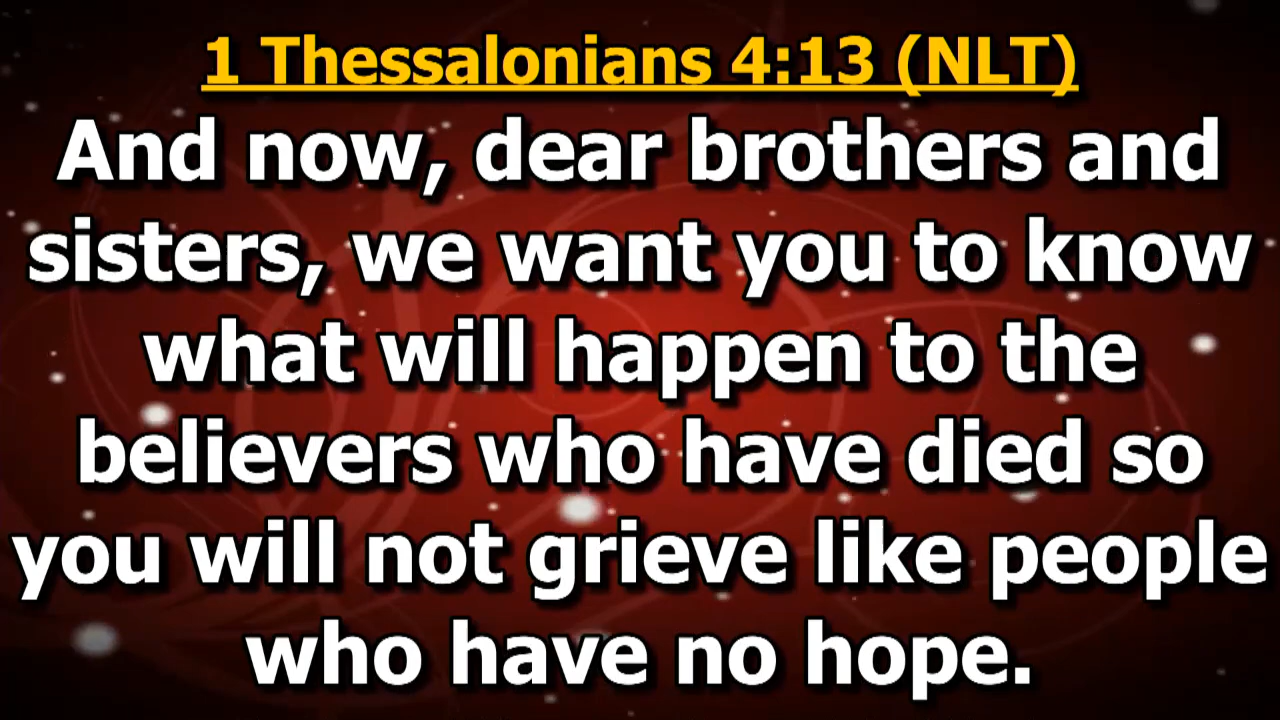 1 Thessalonians 4:13 (NLT)
And now, dear brothers and
sisters, we want you to know
what will happen to the
believers who have died so
you will not grieve like people
who have no hope.